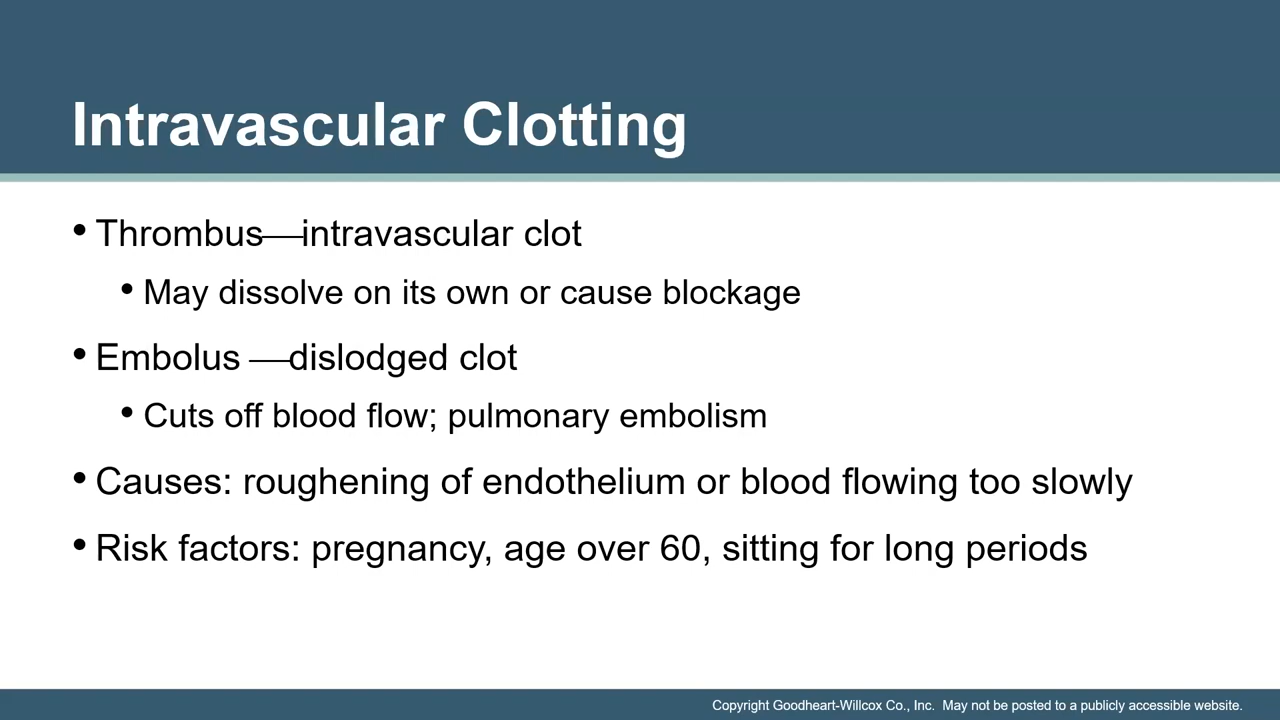 Intravascular Clotting
• Thrombus—intravascular clot
• May dissolve on its own or cause blockage
• Embolus —dislodged clot
• Cuts off blood flow; pulmonary embolism
• Causes: roughening of endothelium or blood flowing too slowly
• Risk factors: pregnancy, age over 60, sitting for long periods
Copyright Goodheart-Willcox Co., Inc.  May not be posted to a publicly accessible website.